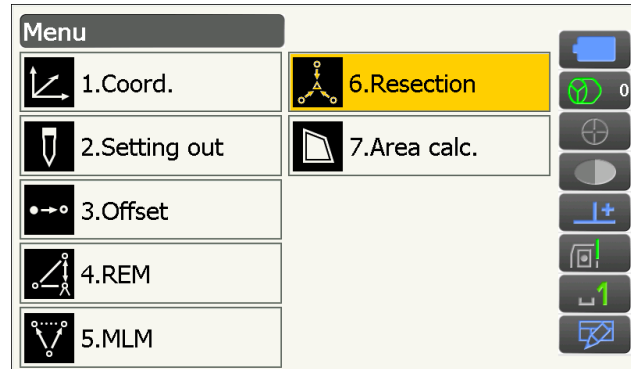 Menu
1.Coord.
2.Setting out
3.Offset
4.REM
5.MLM
6.Resection
7.Area calc.
0
1